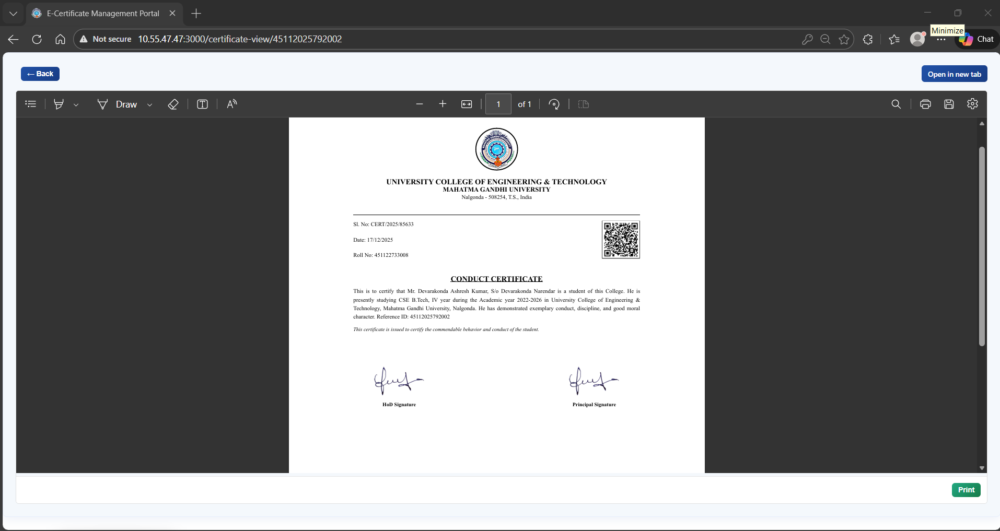 E-Certificate Management Portal
Minimize
Not secure 10.55.47.47:3000/certificate-view/45112025792002
Chat
← Back
Open in new tab
Draw
1 of 1
MAHATMA GANDHI UNIVERSITY
UNIVERSITY COLLEGE OF ENGINEERING & TECHNOLOGY
MAHATMA GANDHI UNIVERSITY
Nalgonda - 508254, T.S., India
Sl. No: CERT/2025/85633
Date: 17/12/2025
Roll No: 451122733008
CONDUCT CERTIFICATE
This is to certify that Mr. Devarakonda Ashresh Kumar, S/o Devarakonda Narendar is a student of this College. He is
presently studying CSE B.Tech, IV year during the Academic year 2022-2026 in University College of Engineering &
Technology, Mahatma Gandhi University, Nalgonda. He has demonstrated exemplary conduct, discipline, and good moral
character. Reference ID: 45112025792002
This certificate is issued to certify the commendable behavior and conduct of the student.
HoD Signature
Principal Signature
Print